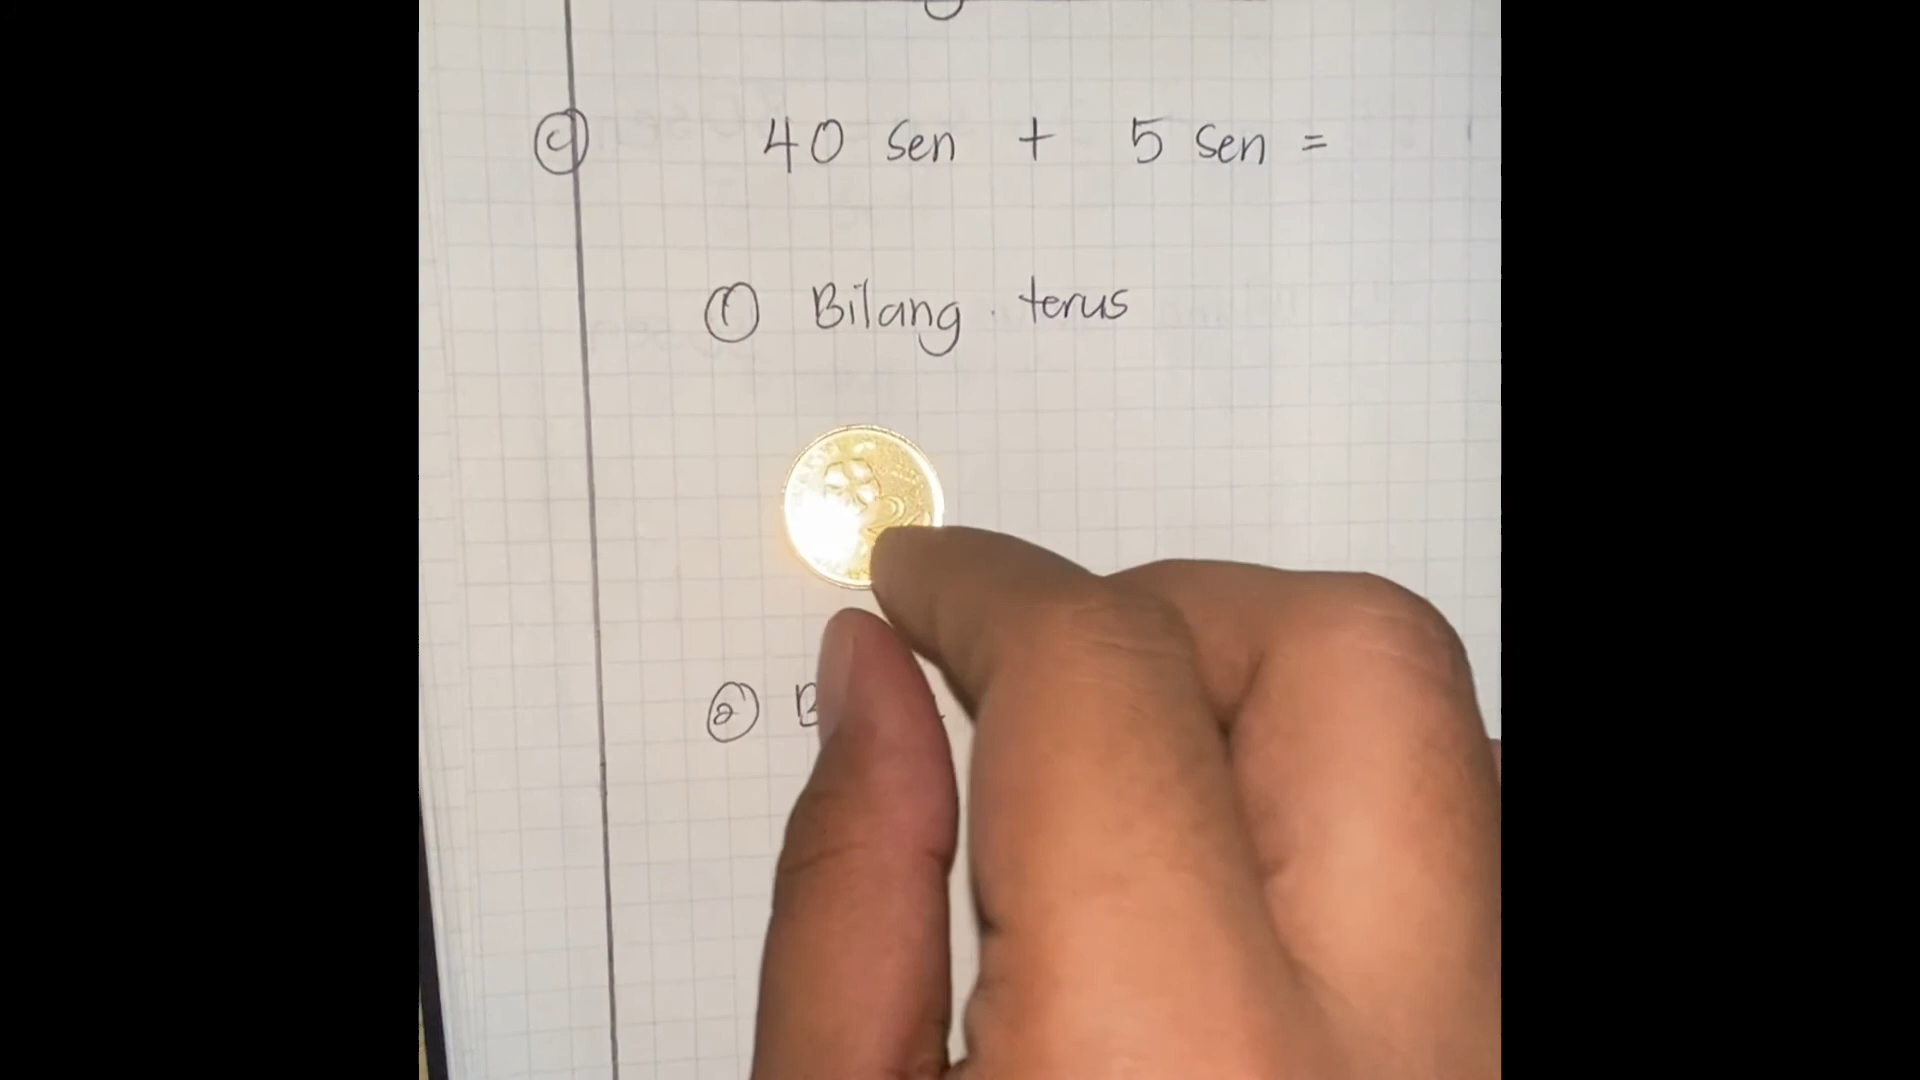 c 40 sen + 5 sen =
1 Bilang terus
2